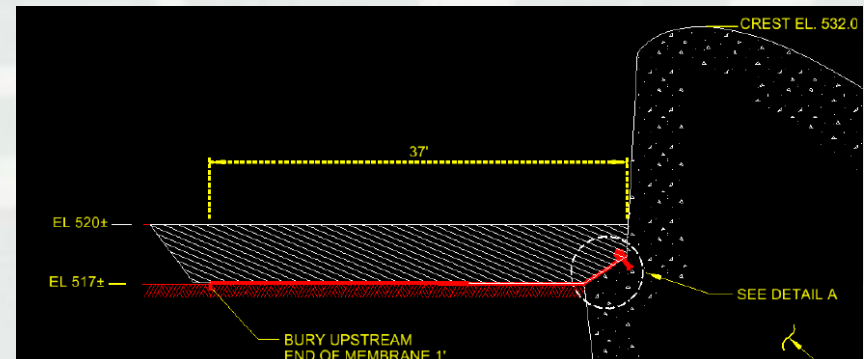 CREST EL. 532.0
37'
EL 520±
EL 517±
SEE DETAIL A
BURY UPSTREAM
END OF MEMBRANE 1'